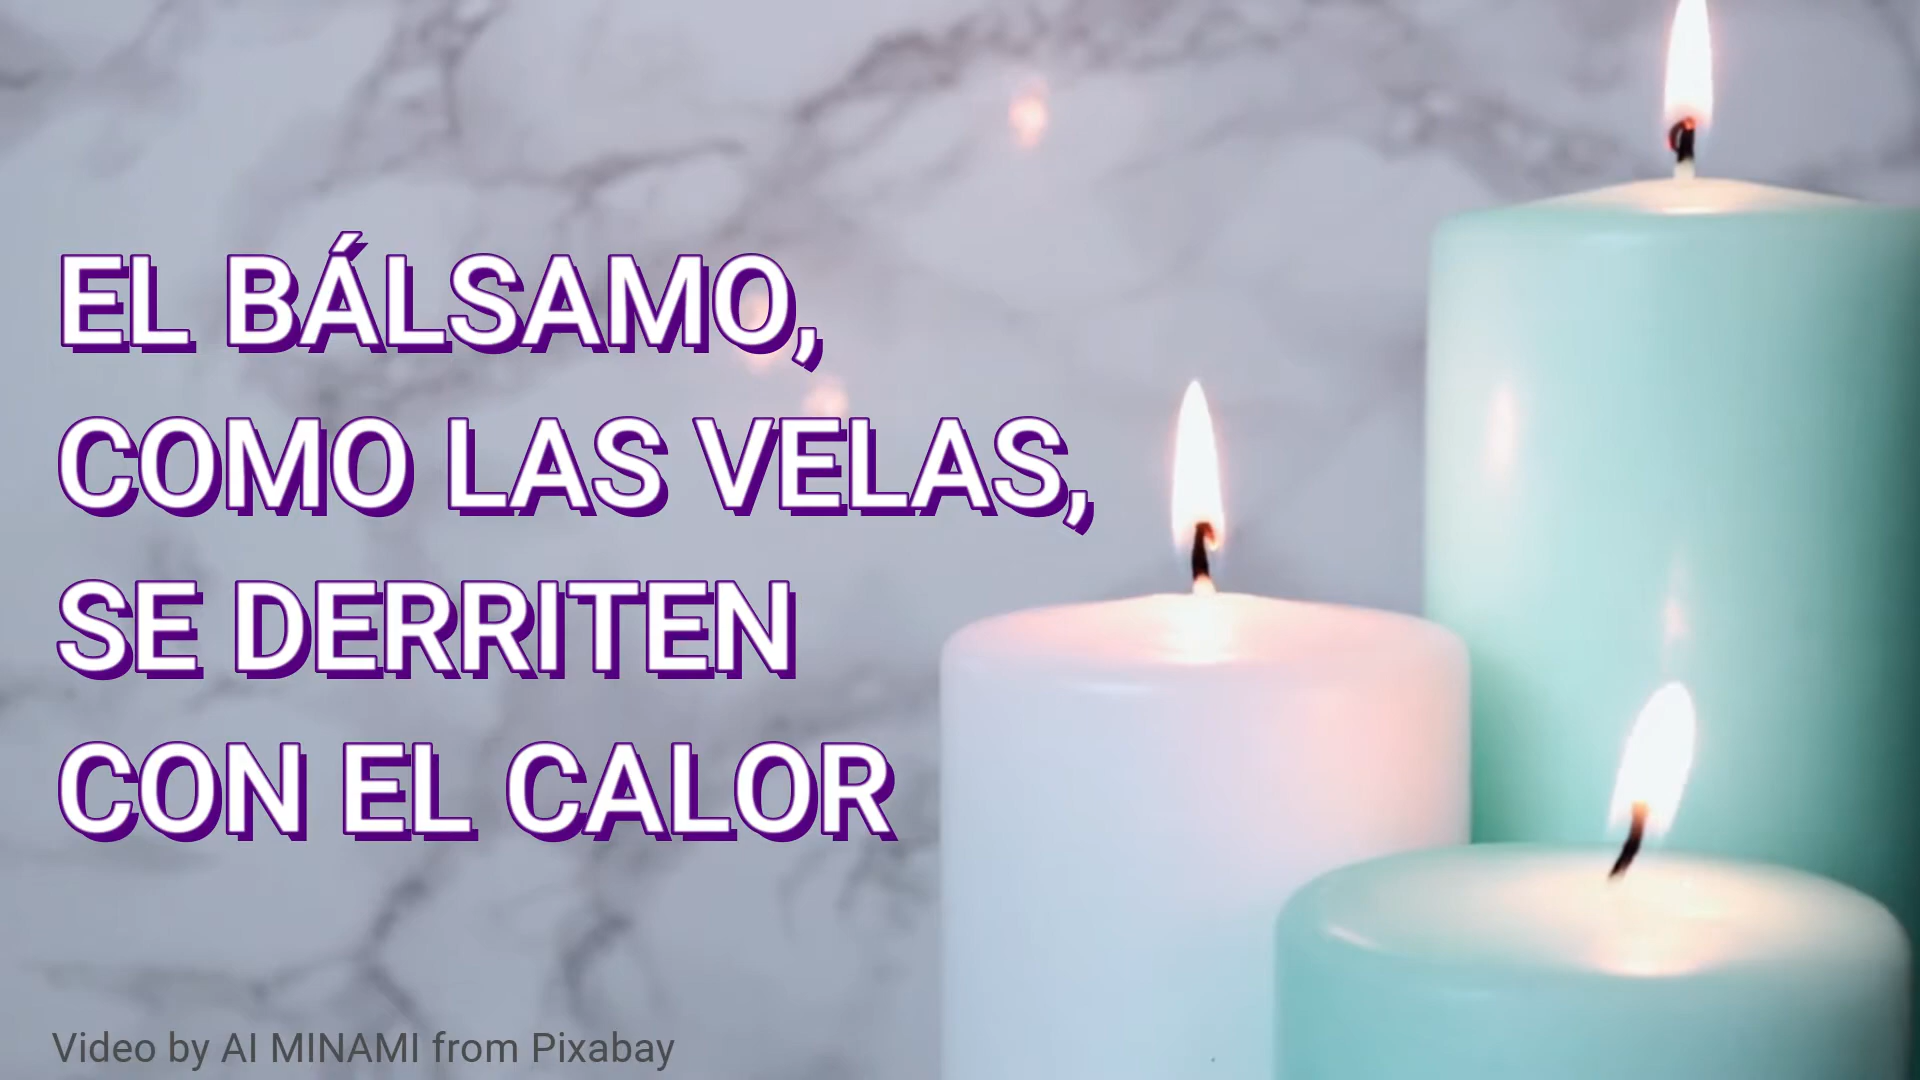 EL BÁLSAMO,
COMO LAS VELAS,
SE DERRITEN
CON EL CALOR
Video by AI MINAMI from Pixabay